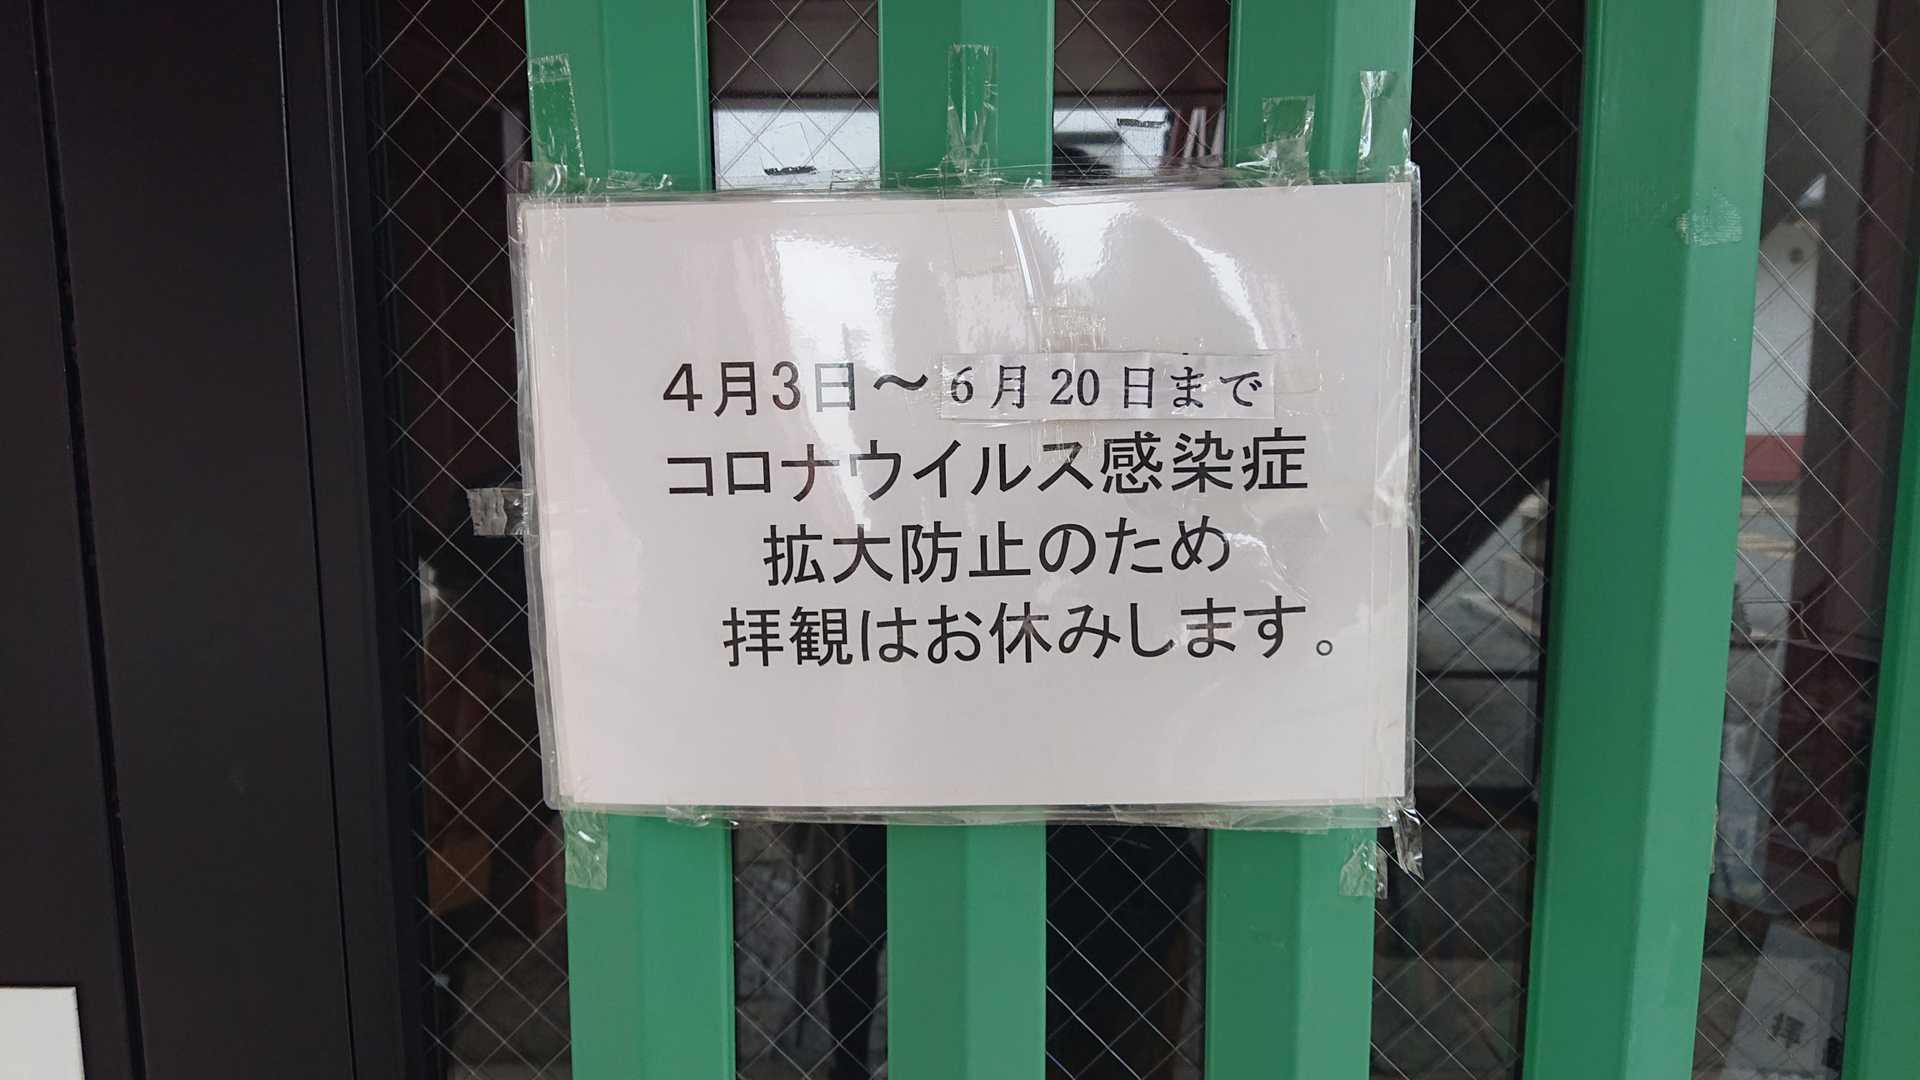 4月3日～6月20日まで
コロナウイルス感染症
拡大防止のため
拝観はお休みします。
拝